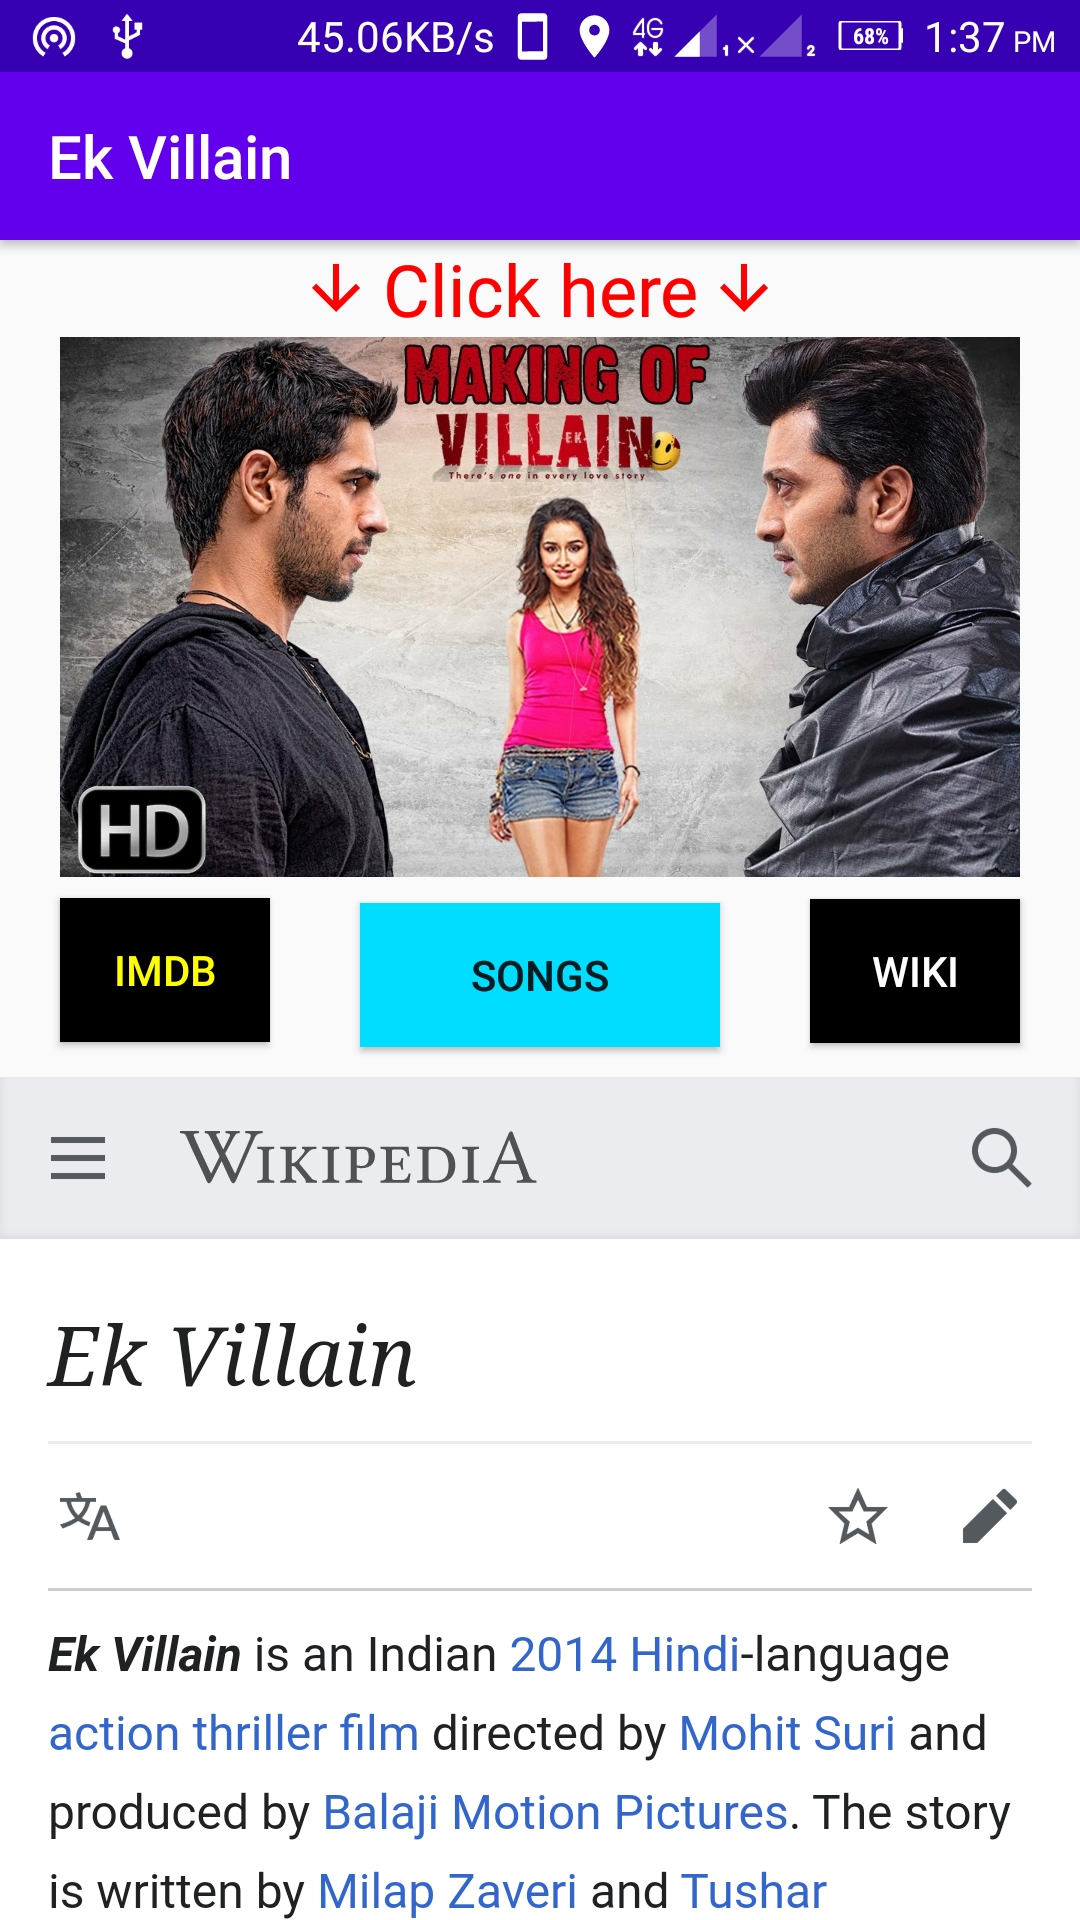 45.06KB/s 4G 1 2 68% 1:37 PM
Ek Villain
↓ Click here ↓
MAKING OF
EK
VILLAIN
There's one in every love story
HD
IMDB SONGS WIKI
WIKIPEDIA
Ek Villain
文A
Ek Villain is an Indian 2014 Hindi-language
action thriller film directed by Mohit Suri and
produced by Balaji Motion Pictures. The story
is written by Milap Zaveri and Tushar